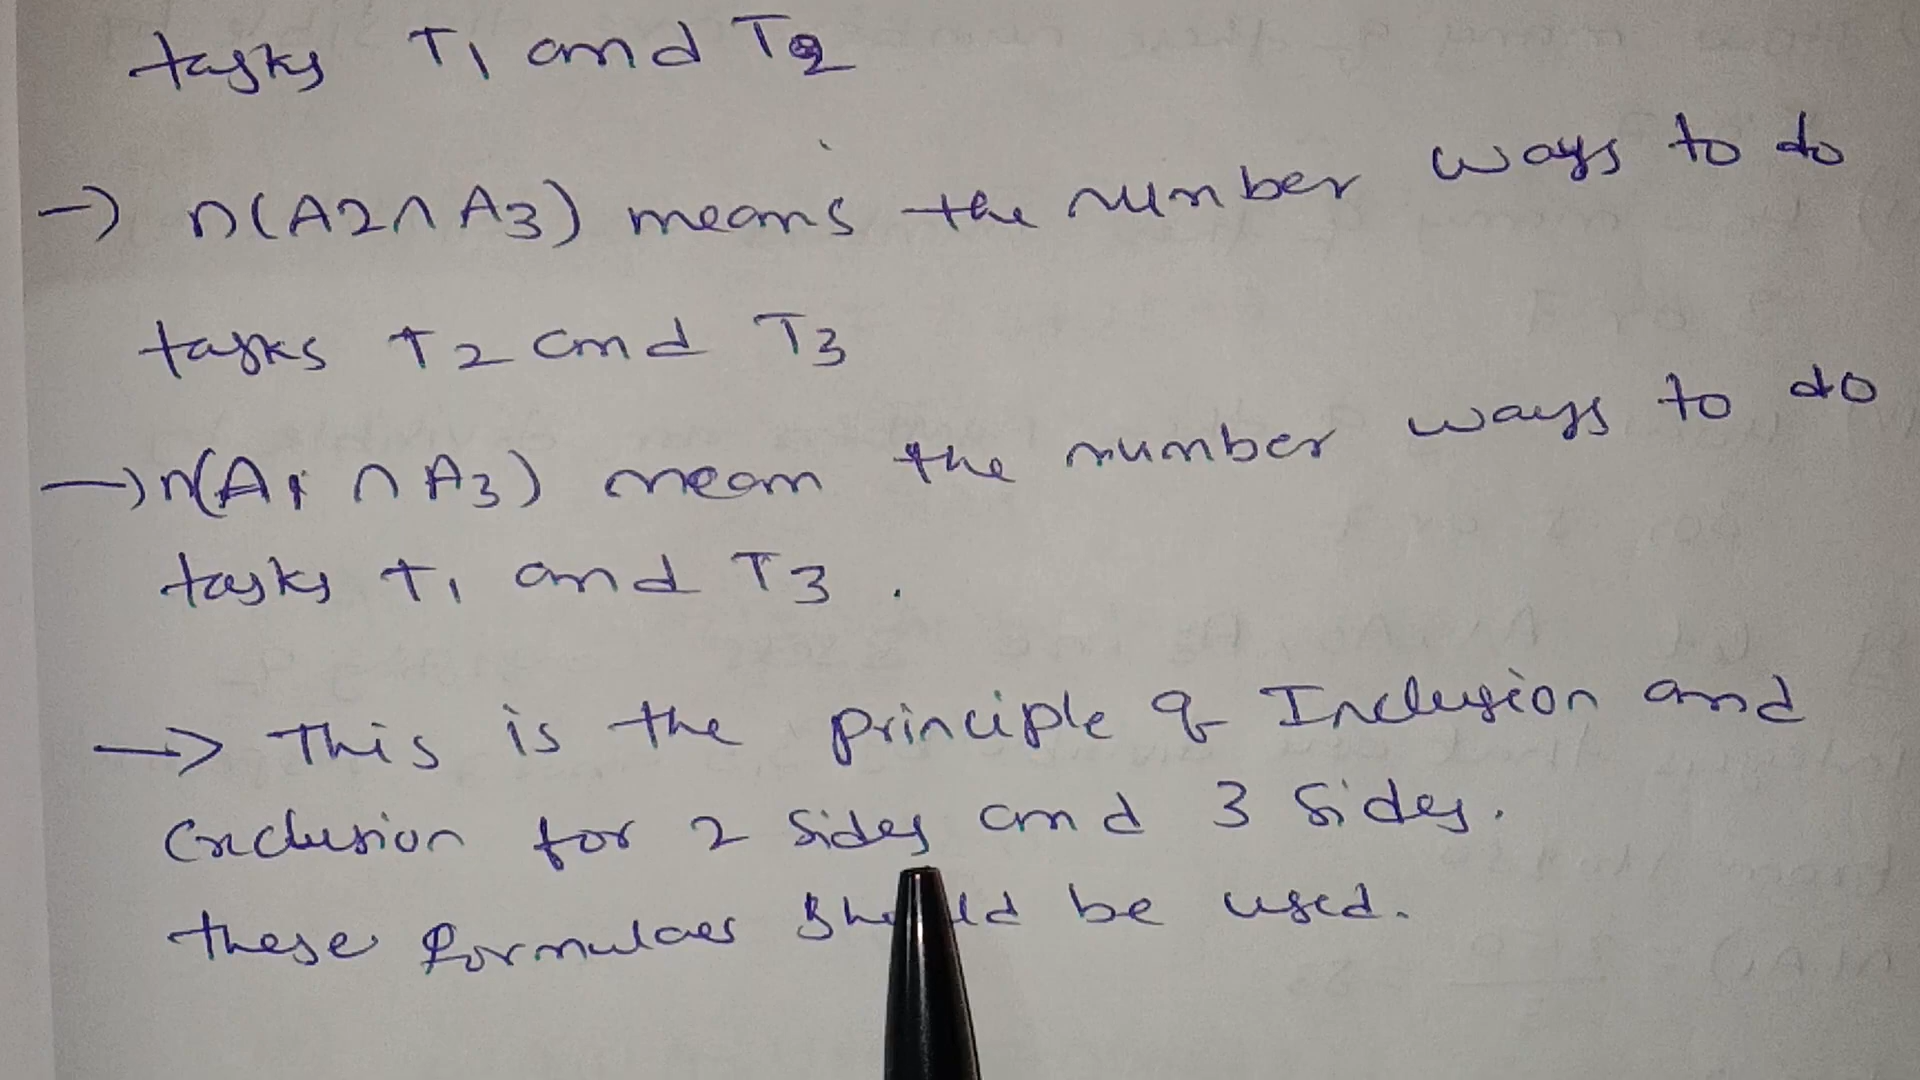 tasks T1 and T2
→ n(A2∩A3) means the number ways to do
tasks T2 and T3
→ n(A1 ∩ A3) mean the number ways to do
tasks T1 and T3 .
→ This is the principle of Inclusion and
Exclusion for 2 sides and 3 sides.
these formulaes should be used.